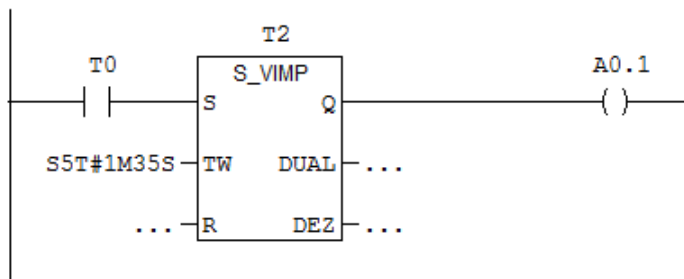 T2
T0
S_VIMP
A0.1
S
Q
S5T#1M35S
TW
DUAL
...
...
R
DEZ
...